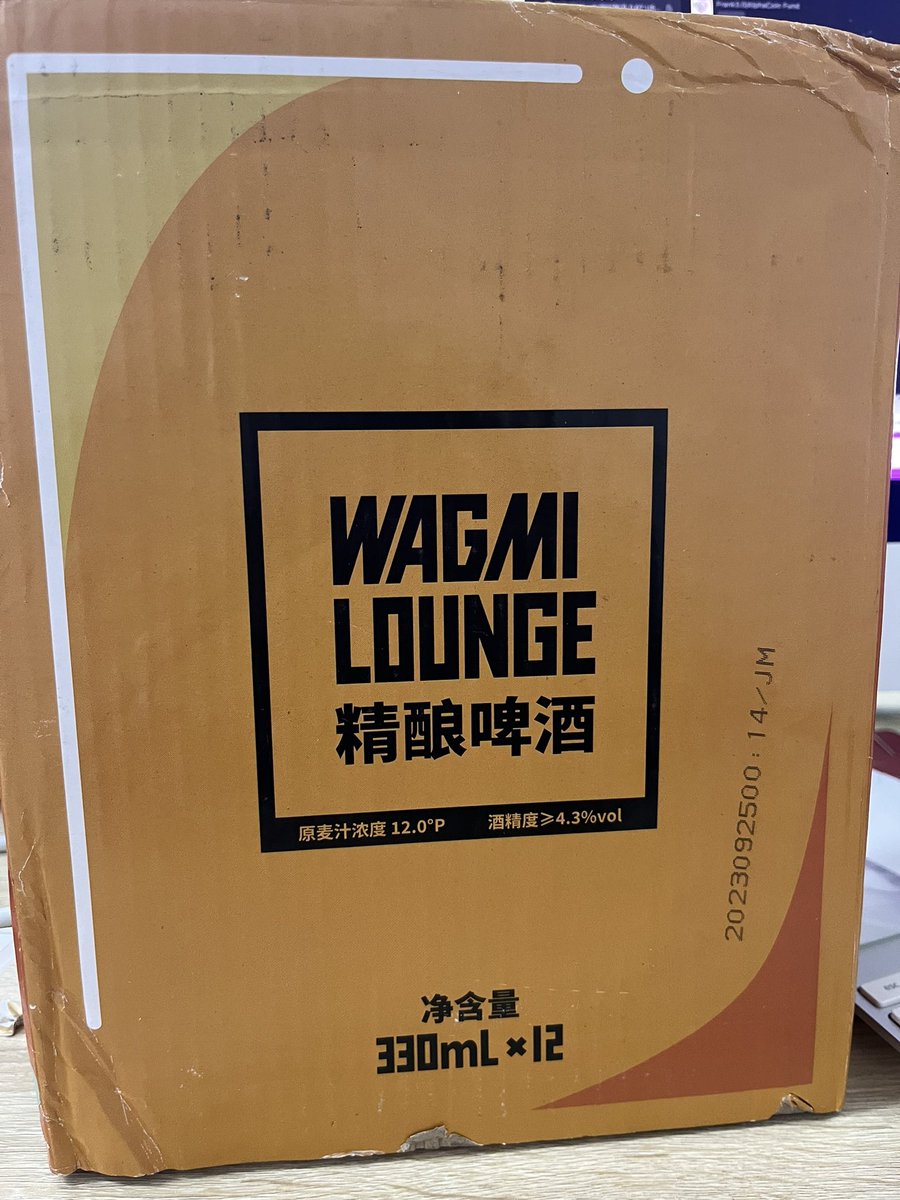 WAGMI
LOUNGE
精酿啤酒
原麦汁浓度 12.0°P 酒精度≥4.3%vol
2023092500:14/JM
净含量
330mL×12
esc